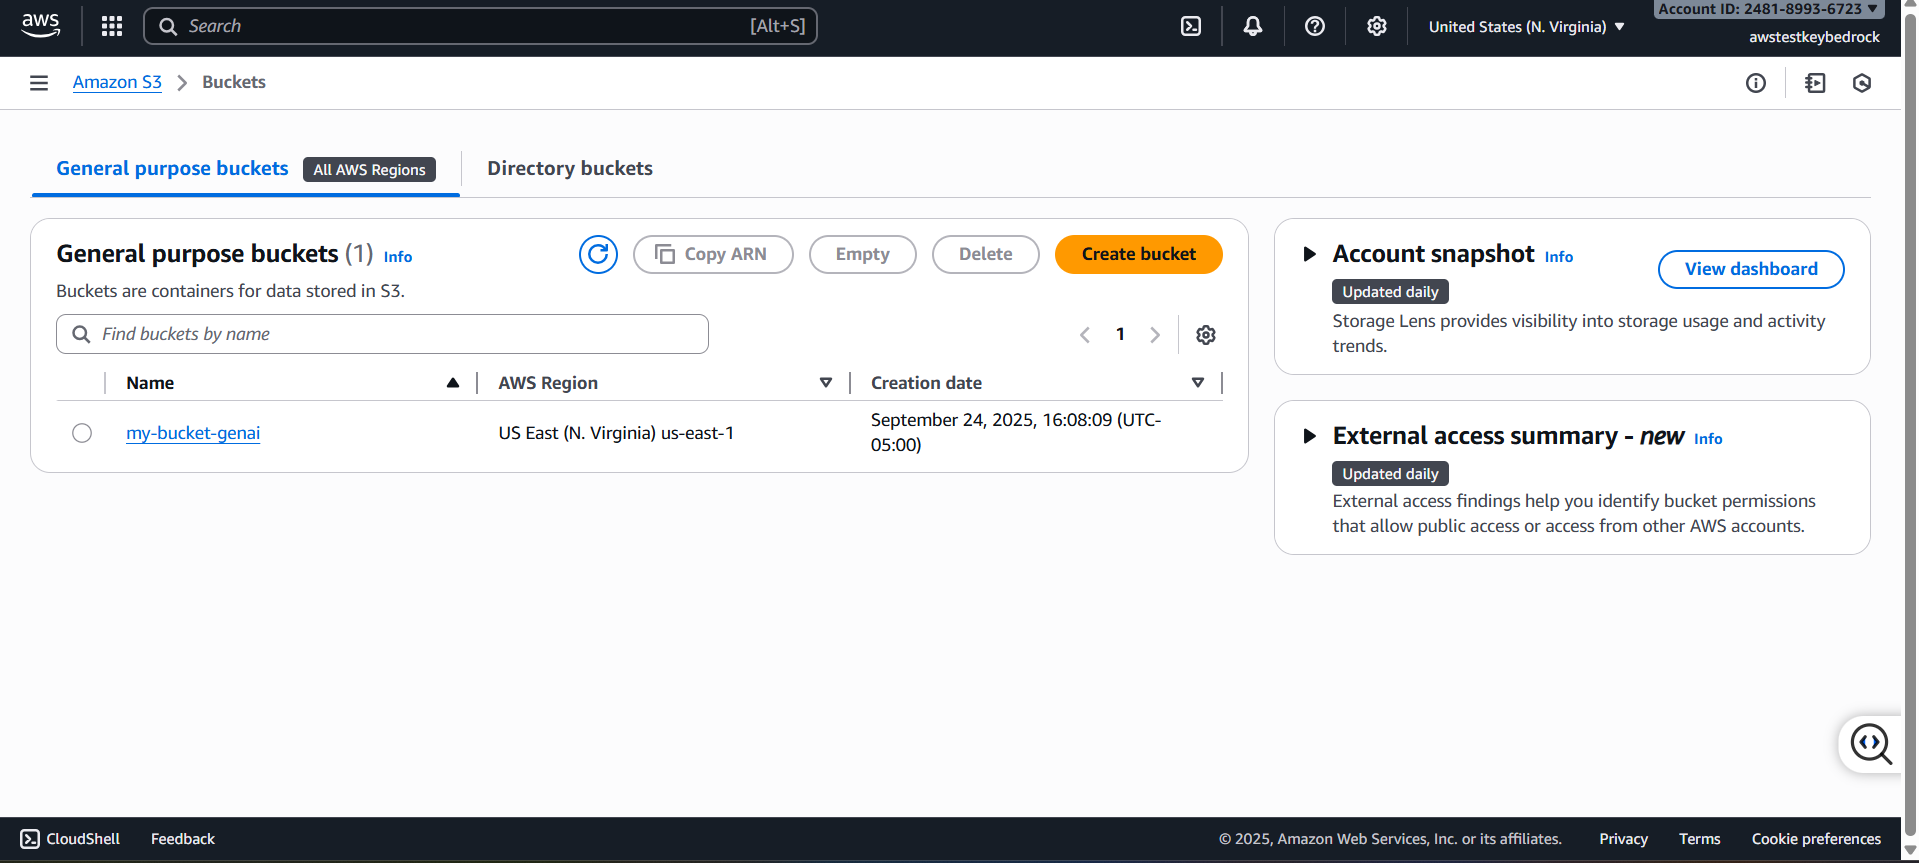 aws
Search
[Alt+S]
United States (N. Virginia)
Account ID: 2481-8993-6723
awstestkeybedrock
Amazon S3
Buckets
General purpose buckets
All AWS Regions
Directory buckets
General purpose buckets (1) Info
Copy ARN
Empty
Delete
Create bucket
Buckets are containers for data stored in S3.
Find buckets by name
1
Name
AWS Region
Creation date
my-bucket-genai
US East (N. Virginia) us-east-1
September 24, 2025, 16:08:09 (UTC-
05:00)
Account snapshot Info
View dashboard
Updated daily
Storage Lens provides visibility into storage usage and activity
trends.
External access summary - new Info
Updated daily
External access findings help you identify bucket permissions
that allow public access or access from other AWS accounts.
CloudShell
Feedback
© 2025, Amazon Web Services, Inc. or its affiliates.
Privacy
Terms
Cookie preferences